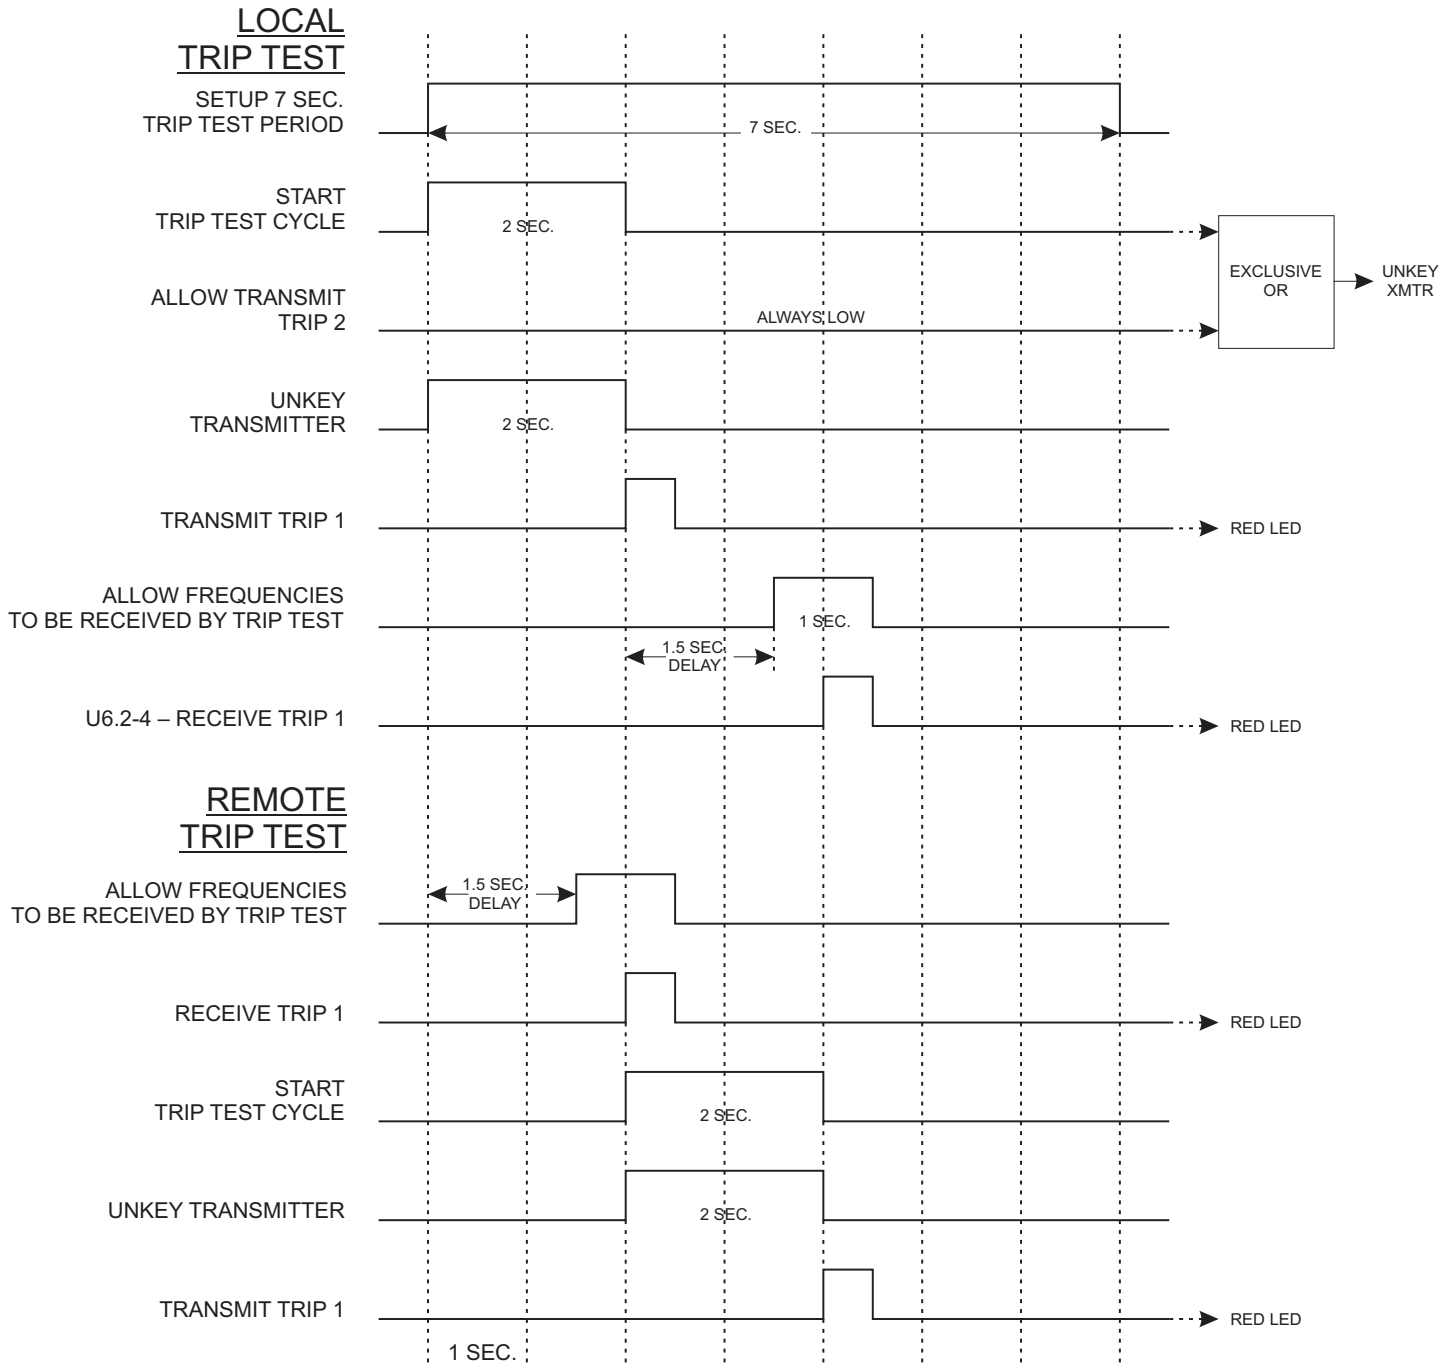 LOCAL
TRIP TEST
SETUP 7 SEC.
TRIP TEST PERIOD
7 SEC.
START
TRIP TEST CYCLE
2 SEC.
EXCLUSIVE
OR
UNKEY
XMTR
ALLOW TRANSMIT
TRIP 2
ALWAYS LOW
UNKEY
TRANSMITTER
2 SEC.
TRANSMIT TRIP 1
RED LED
ALLOW FREQUENCIES
TO BE RECEIVED BY TRIP TEST
1 SEC.
1.5 SEC.
DELAY
U6.2-4 – RECEIVE TRIP 1
RED LED
REMOTE
TRIP TEST
ALLOW FREQUENCIES
TO BE RECEIVED BY TRIP TEST
1.5 SEC.
DELAY
RECEIVE TRIP 1
RED LED
START
TRIP TEST CYCLE
2 SEC.
UNKEY TRANSMITTER
2 SEC.
TRANSMIT TRIP 1
RED LED
1 SEC.